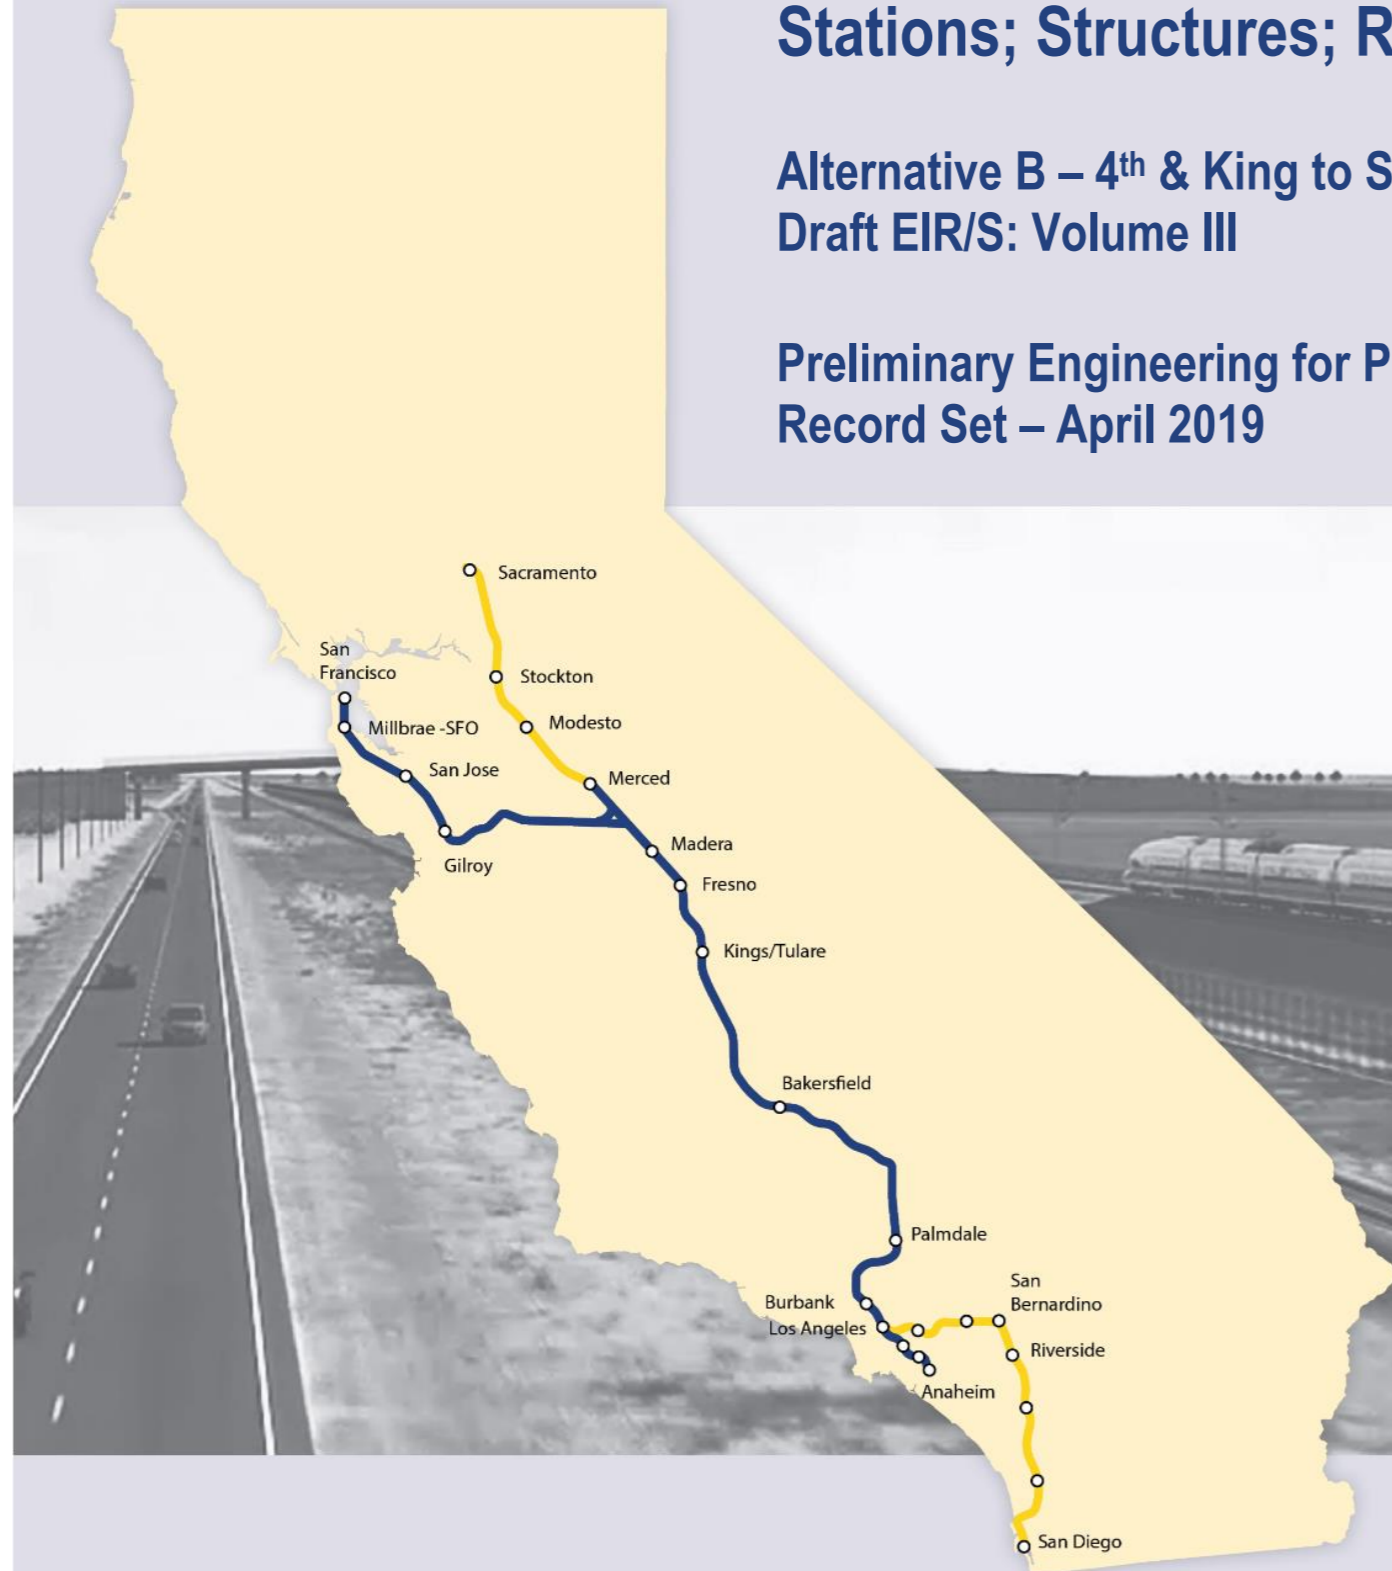 Stations; Structures; R
Alternative B – 4th & King to S
Draft EIR/S: Volume III
Preliminary Engineering for P
Record Set – April 2019
Sacramento
San
Francisco
Stockton
Millbrae -SFO
Modesto
San Jose
Merced
Gilroy
Madera
Fresno
Kings/Tulare
Bakersfield
Palmdale
Burbank
Los Angeles
San
Bernardino
Riverside
Anaheim
San Diego